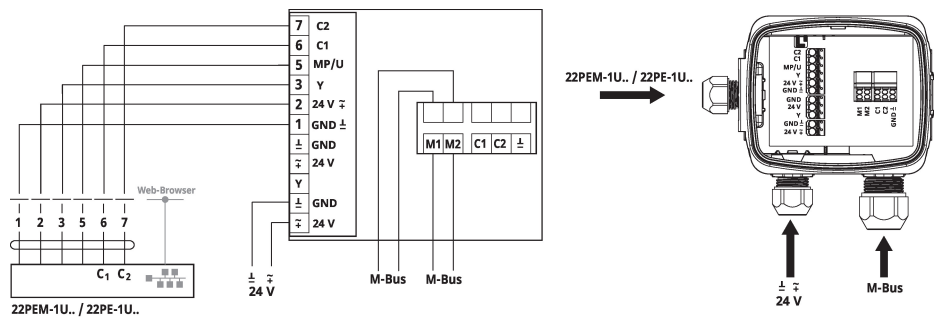 7 C2
6 C1
5 MP/U
3 Y
2 24 V ⍨
1 GND ⊥
⊥ GND
⍨ 24 V
Y
⊥ GND
⍨ 24 V
M1 M2 C1 C2 ⊥
Web-Browser
1 2 3 5 6 7
C1 C2
22PEM-1U.. / 22PE-1U..
⊥ ⍨
24 V
M-Bus M-Bus
22PEM-1U.. / 22PE-1U..
C2
C1
MP/U
Y
24 V ⍨
GND ⊥
GND
24 V
Y
GND ⊥
24 V ⍨
M1 M2 C1 C2 GND ⊥
⊥ ⍨
24 V
M-Bus